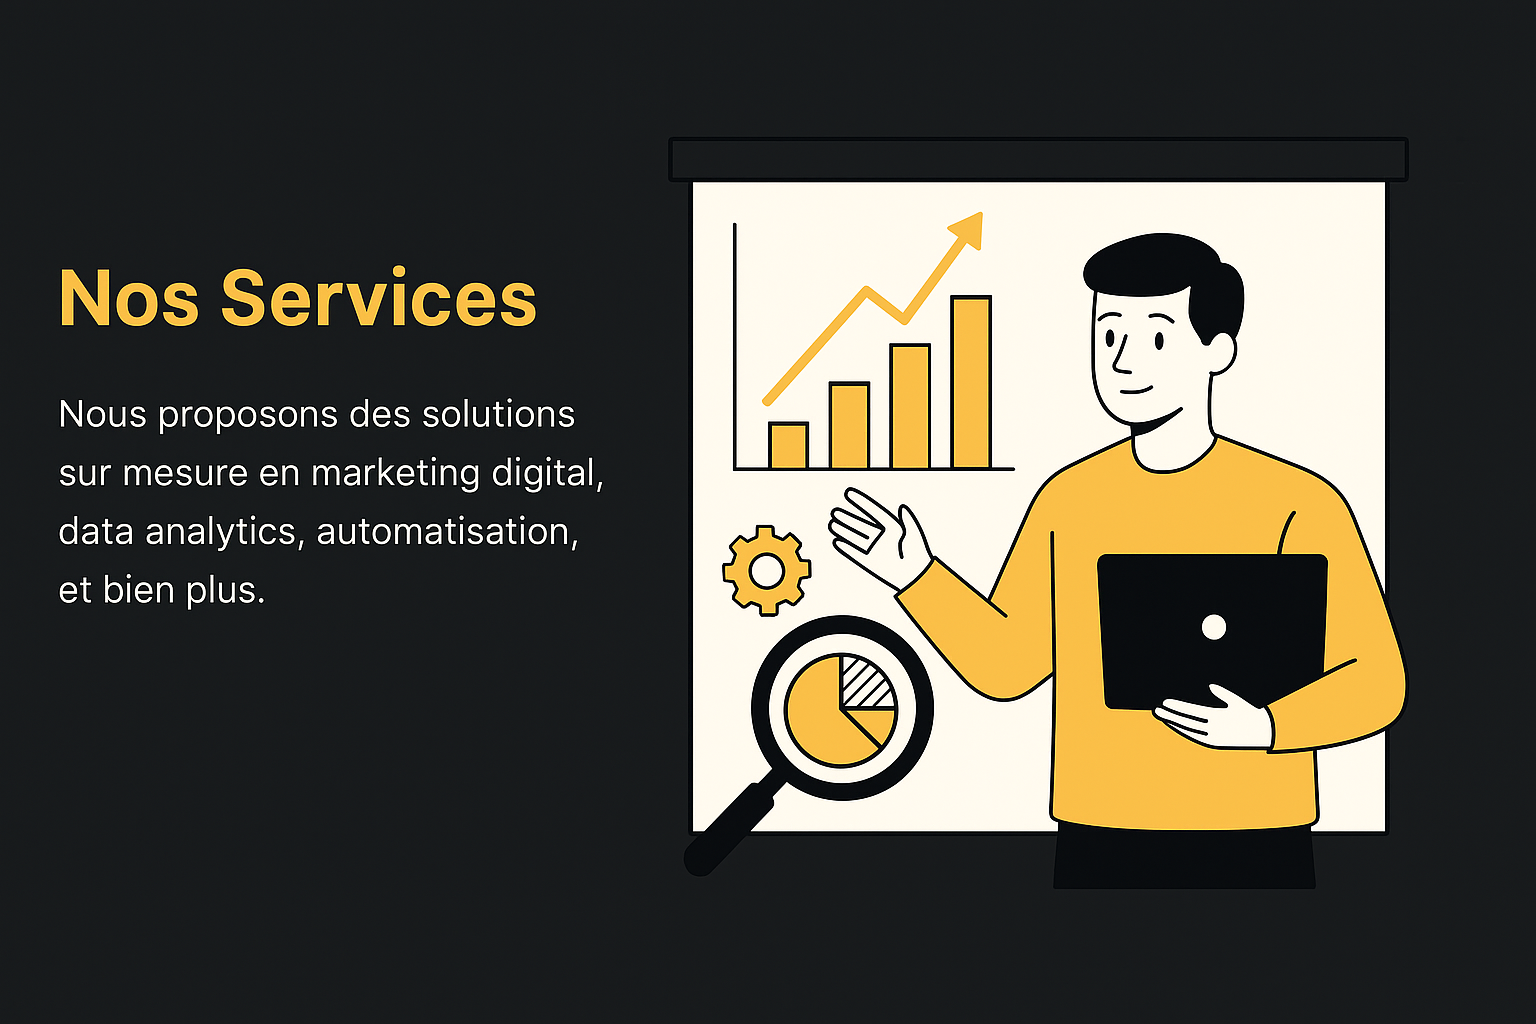 Nos Services
Nous proposons des solutions
sur mesure en marketing digital,
data analytics, automatisation,
et bien plus.